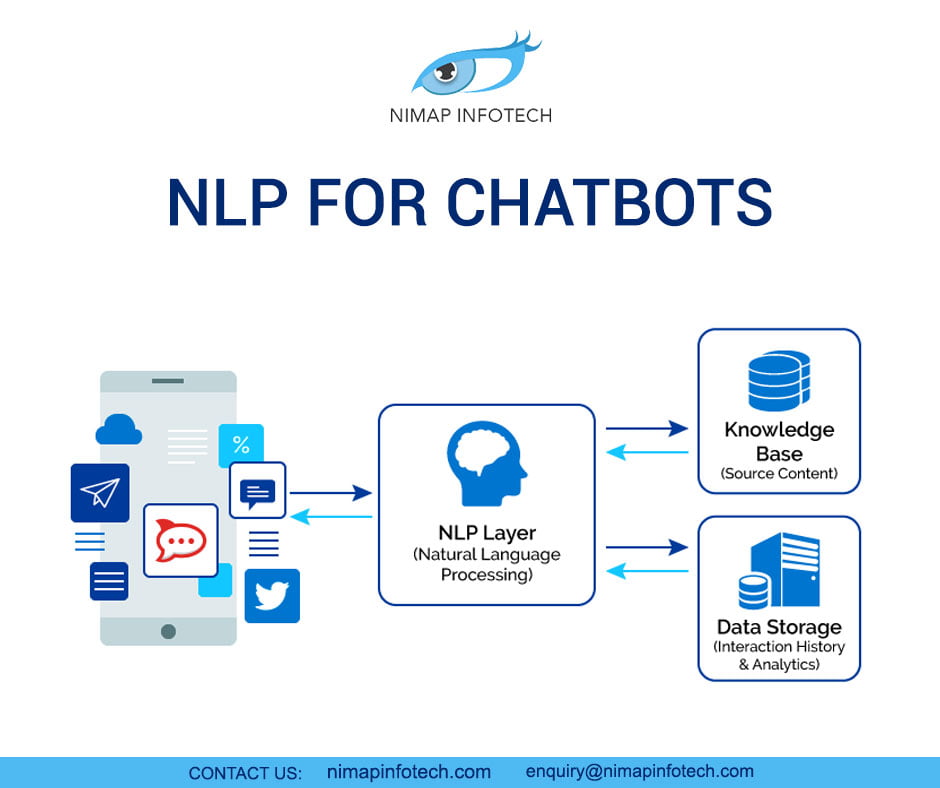 NIMAP INFOTECH
NLP FOR CHATBOTS
%
NLP Layer
(Natural Language
Processing)
Knowledge
Base
(Source Content)
Data Storage
(Interaction History
& Analytics)
CONTACT US: nimapinfotech.com enquiry@nimapinfotech.com